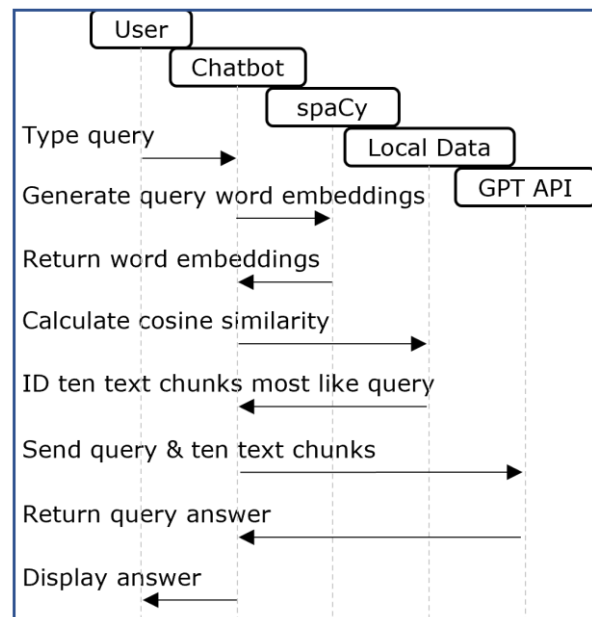 User
Chatbot
spaCy
Type query
Local Data
GPT API
Generate query word embeddings
Return word embeddings
Calculate cosine similarity
ID ten text chunks most like query
Send query & ten text chunks
Return query answer
Display answer